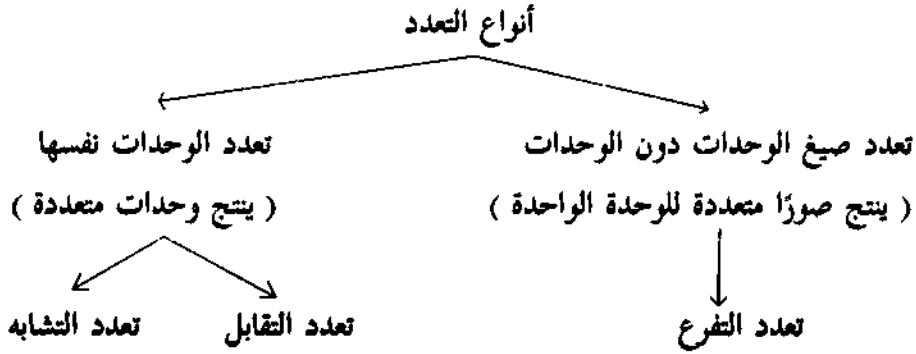 أنواع التعدد
تعدد صيغ الوحدات دون الوحدات
( ينتج صورًا متعددة للوحدة الواحدة )
تعدد التفرع
تعدد الوحدات نفسها
( ينتج وحدات متعددة )
تعدد التقابل
تعدد التشابه